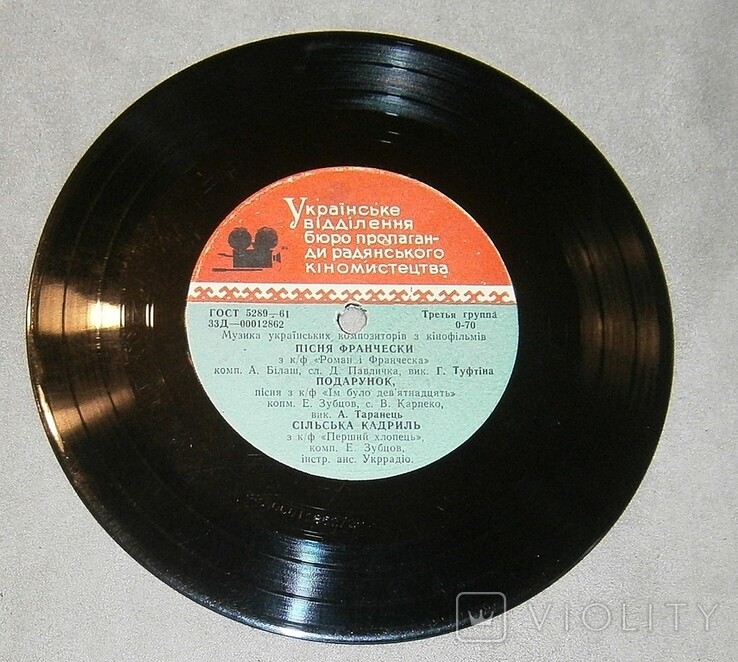 Українське
відділення
бюро пропаган-
ди радянського
кіномистецтва
ГОСТ 5289—61 Третья группа
33Д—00012862 0-70
Музика українських композиторів з кінофільмів
ПІСНЯ ФРАНЧЕСКИ
з к/ф «Роман і Франческа»
комп. А. Білаш, сл. Д. Павличка, вик. Г. Туфтіна
ПОДАРУНОК,
пісня з к/ф «Їм було дев'ятнадцять»
копм. Е. Зубцов, с. В. Карпеко,
вик. А. Таранець
СІЛЬСЬКА КАДРИЛЬ
з к/ф «Перший хлопець»,
комп. Е. Зубцов,
інстр. анс. Укррадіо.
VIOLITY